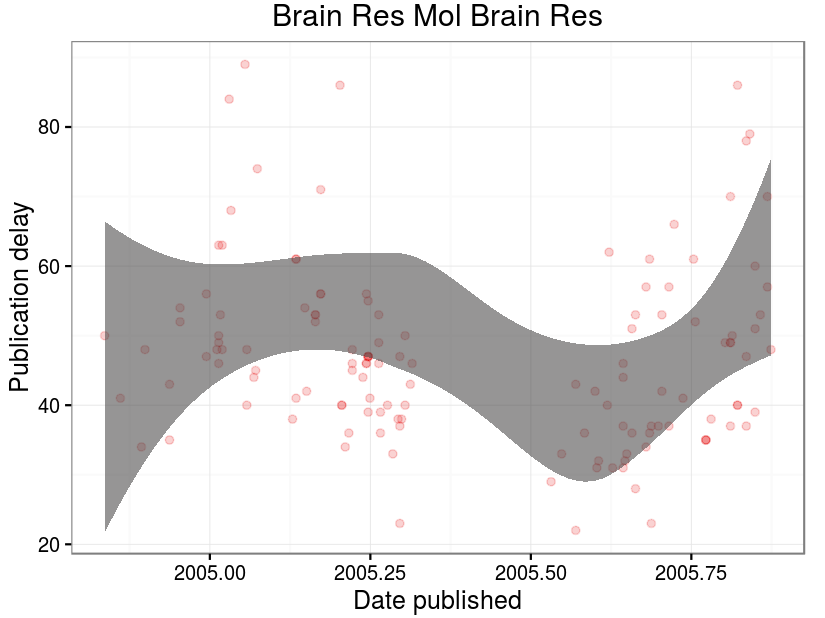 Brain Res Mol Brain Res
Publication delay
80
60
40
20
2005.00 2005.25 2005.50 2005.75
Date published